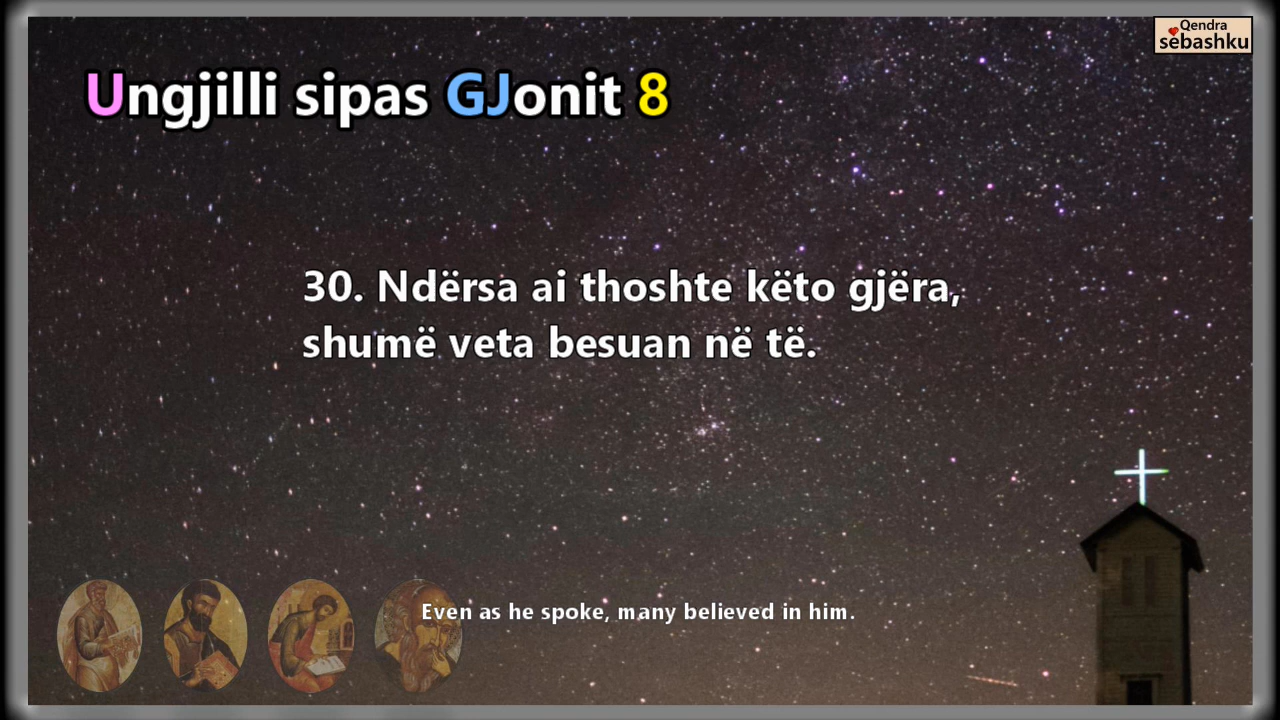 Qendra
sëbashku
Ungjilli sipas GJonit 8
30. Ndërsa ai thoshte këto gjëra,
shumë veta besuan në të.
Even as he spoke, many believed in him.